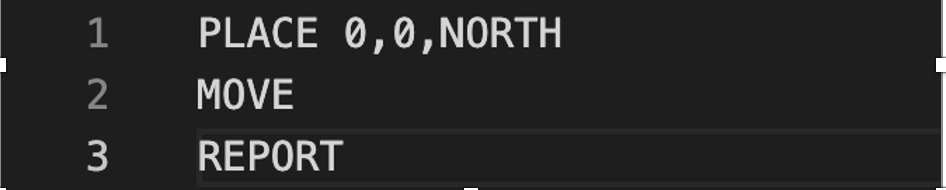 1 PLACE 0,0,NORTH
2 MOVE
3 REPORT